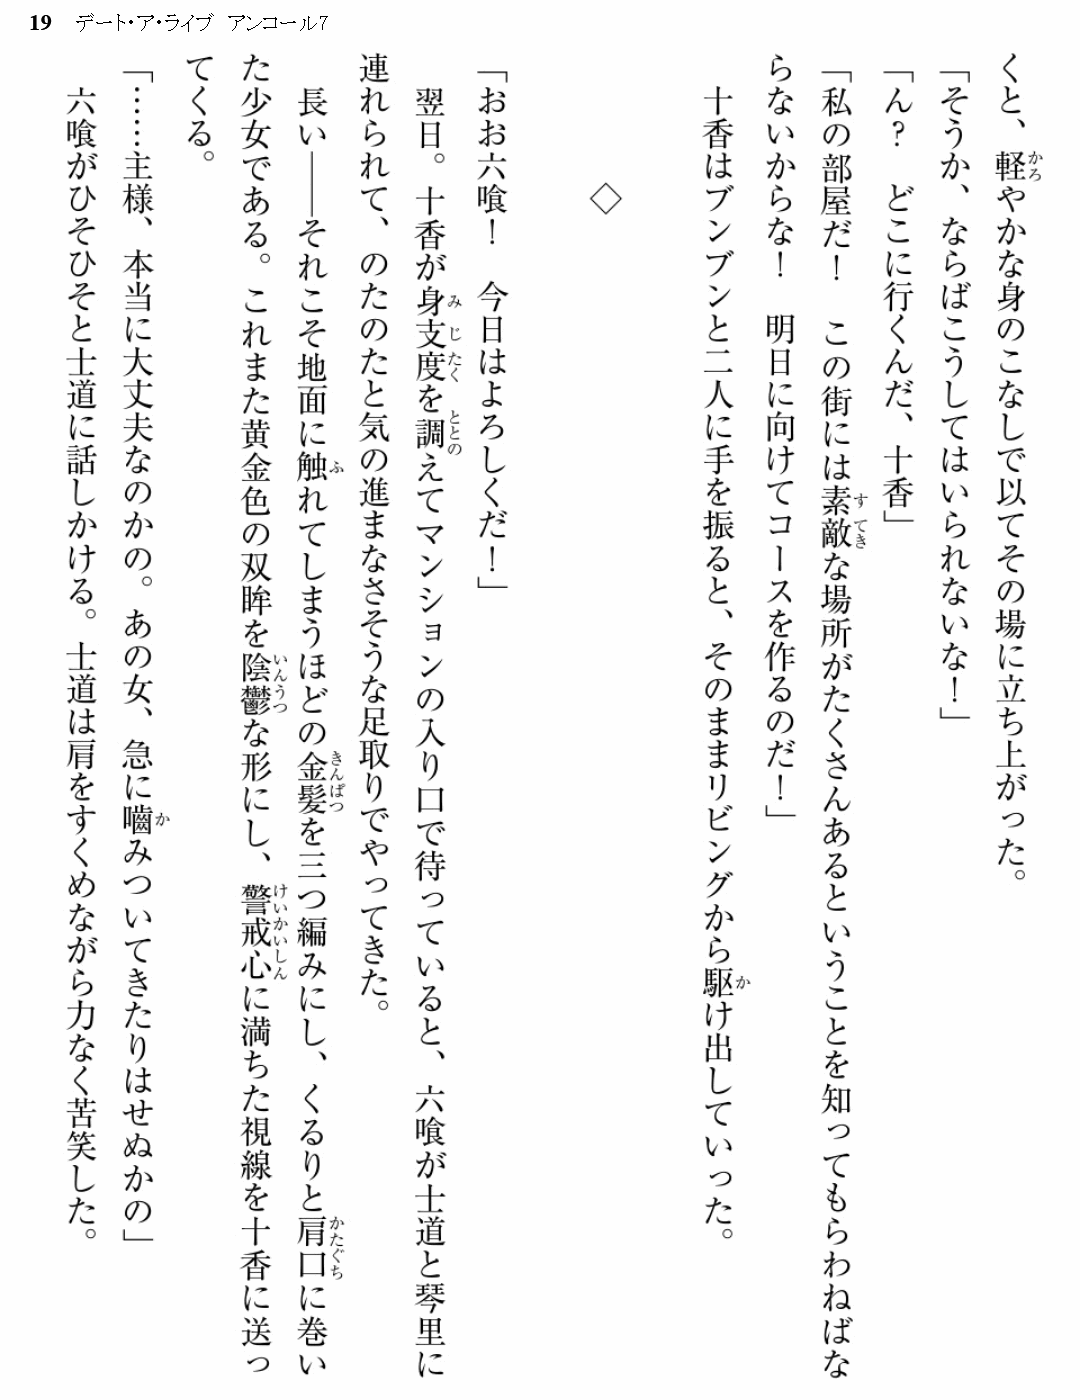 19 デート・ア・ライブ　アンコール7
くと、軽やかな身のこなしで以てその場に立ち上がった。
「そうか、ならばこうしてはいられないな！」
「ん？　どこに行くんだ、十香」
「私の部屋だ！　この街には素敵な場所がたくさんあるということを知ってもらわねばな
らないからな！　明日に向けてコースを作るのだ！」
　十香はブンブンと二人に手を振ると、そのままリビングから駆け出していった。
◇
「おお六喰！　今日はよろしくだ！」
　翌日。十香が身支度を調えてマンションの入り口で待っていると、六喰が士道と琴里に
連れられて、のたのたと気の進まなさそうな足取りでやってきた。
　長い――それこそ地面に触れてしまうほどの金髪を三つ編みにし、くるりと肩口に巻い
た少女である。これまた黄金色の双眸を陰鬱な形にし、警戒心に満ちた視線を十香に送っ
てくる。
「……主様、本当に大丈夫なのかの。あの女、急に嚙みついてきたりはせぬかの」
　六喰がひそひそと士道に話しかける。士道は肩をすくめながら力なく苦笑した。